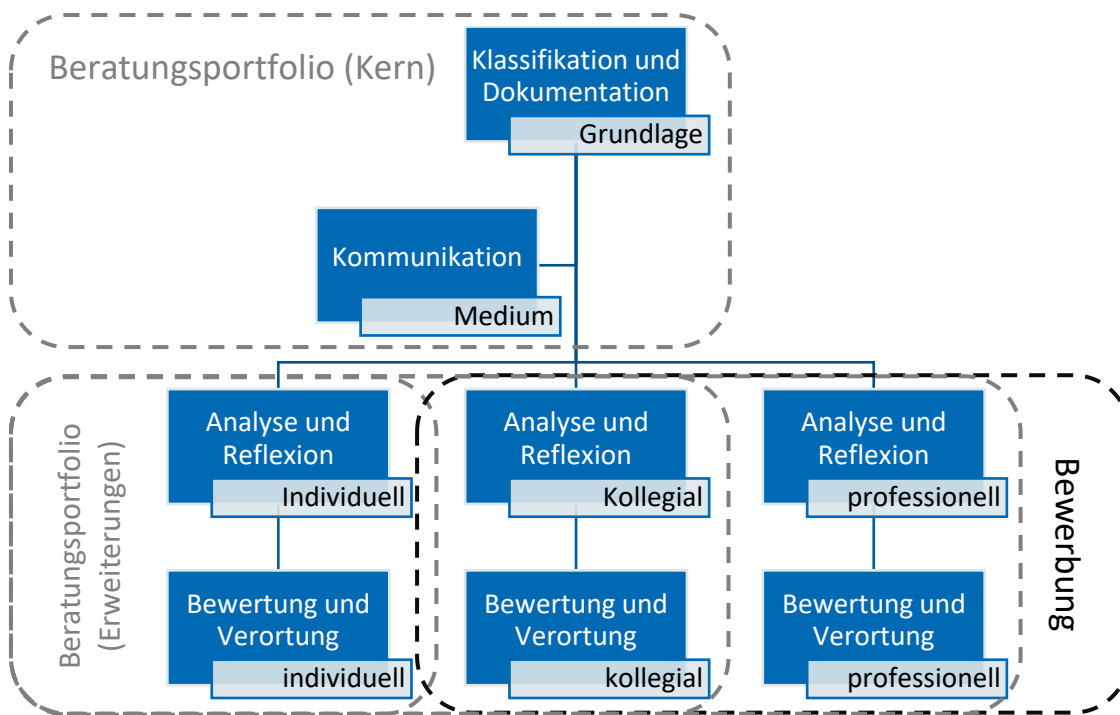 Beratungsportfolio (Kern)
Klassifikation und
Dokumentation
Grundlage
Kommunikation
Medium
Beratungsportfolio
(Erweiterungen)
Analyse und
Reflexion
Individuell
Analyse und
Reflexion
Kollegial
Analyse und
Reflexion
professionell
Bewertung und
Verortung
individuell
Bewertung und
Verortung
kollegial
Bewertung und
Verortung
professionell
Bewerbung